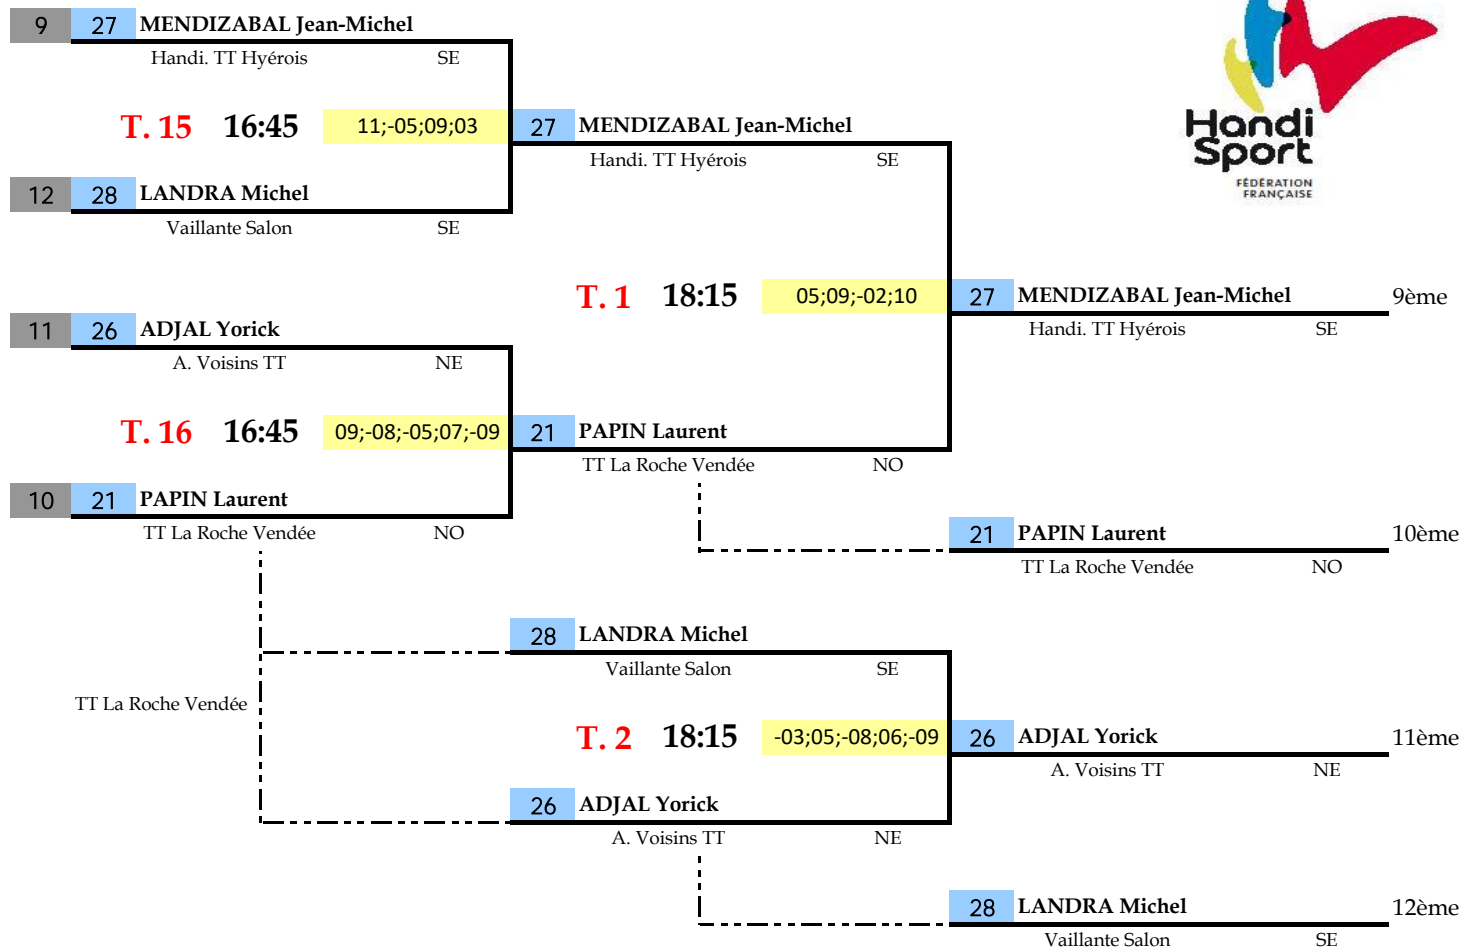 9 27 MENDIZABAL Jean-Michel
Handi. TT Hyérois SE
T. 15 16:45 11;-05;09;03
27 MENDIZABAL Jean-Michel
Handi. TT Hyérois SE
12 28 LANDRA Michel
Vaillante Salon SE
Handi
Sport
FÉDÉRATION
FRANÇAISE
T. 1 18:15 05;09;-02;10
27 MENDIZABAL Jean-Michel 9ème
Handi. TT Hyérois SE
11 26 ADJAL Yorick
A. Voisins TT NE
T. 16 16:45 09;-08;-05;07;-09
21 PAPIN Laurent
TT La Roche Vendée NO
10 21 PAPIN Laurent
TT La Roche Vendée NO
21 PAPIN Laurent 10ème
TT La Roche Vendée NO
28 LANDRA Michel
Vaillante Salon SE
TT La Roche Vendée
T. 2 18:15 -03;05;-08;06;-09
26 ADJAL Yorick 11ème
A. Voisins TT NE
26 ADJAL Yorick
A. Voisins TT NE
28 LANDRA Michel 12ème
Vaillante Salon SE